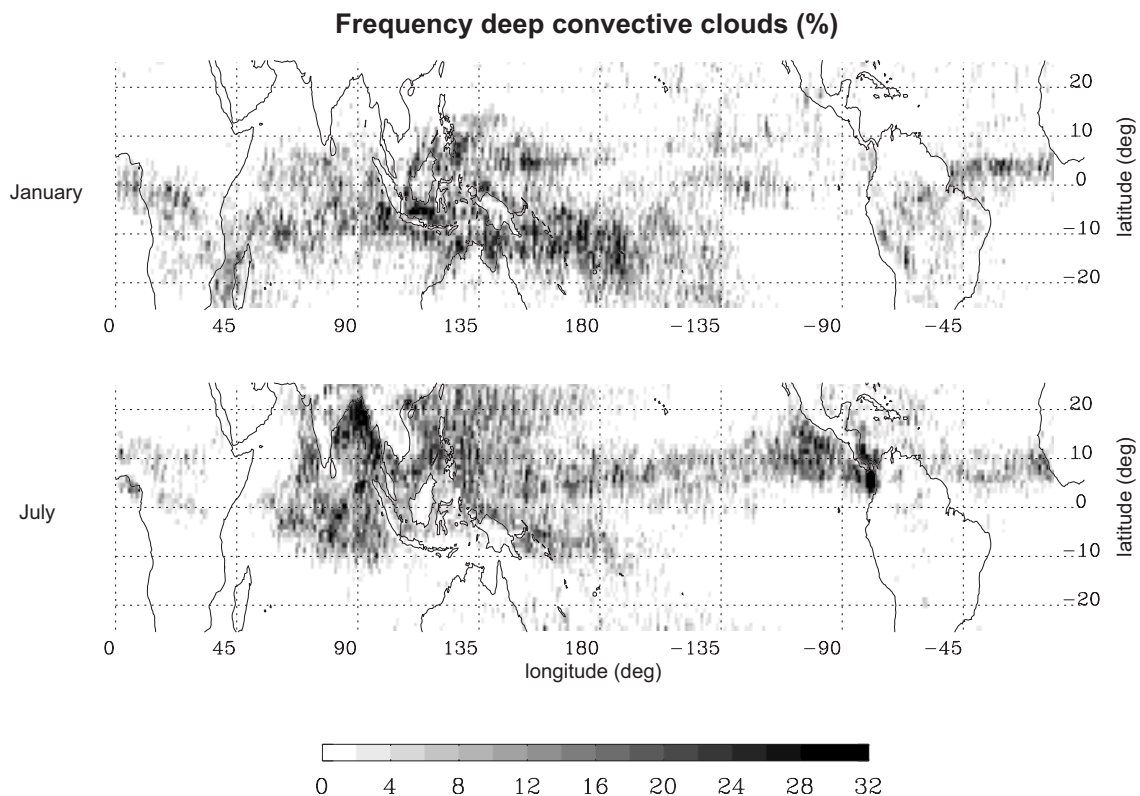 Frequency deep convective clouds (%)
20
10
January
0
latitude (deg)
−10
−20
0 45 90 135 180 −135 −90 −45
20
10
July
0
latitude (deg)
−10
−20
0 45 90 135 180 −135 −90 −45
longitude (deg)
0 4 8 12 16 20 24 28 32